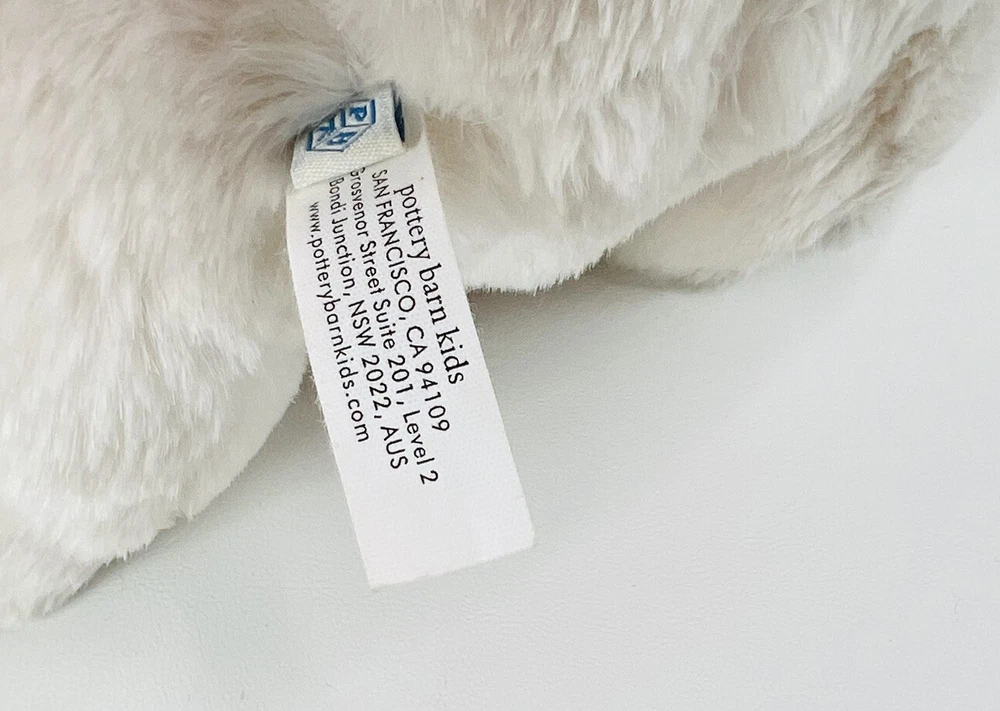 PBK
pottery barn kids
SAN FRANCISCO, CA 94109
Grosvenor Street Suite 201, Level 2
Bondi Junction, NSW 2022, AUS
www.potterybarnkids.com